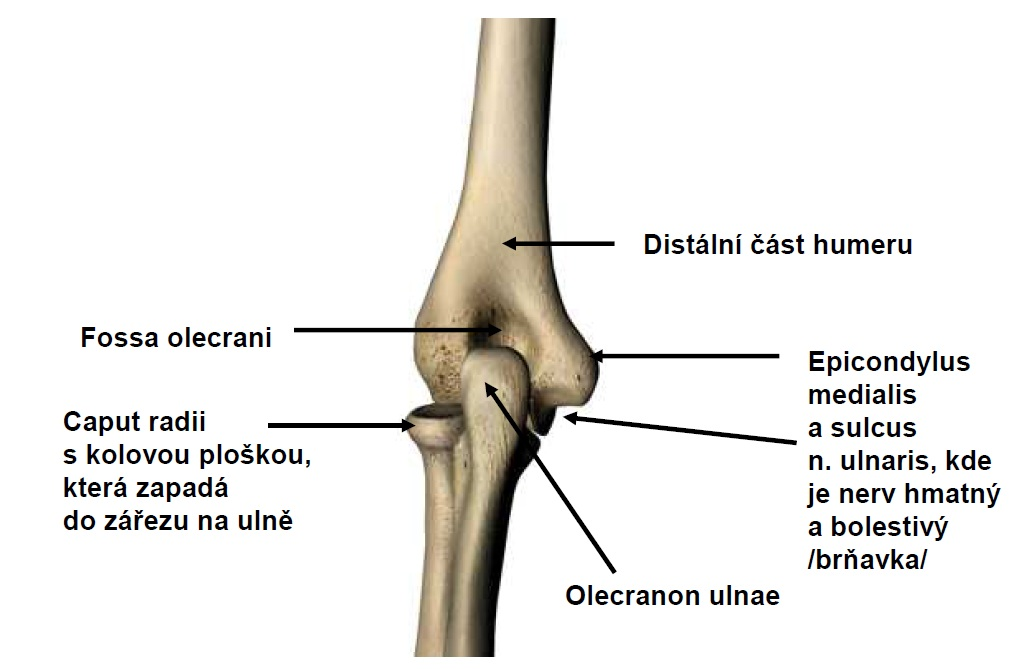 Distální část humeru
Fossa olecrani
Epicondylus
medialis
a sulcus
n. ulnaris, kde
je nerv hmatný
a bolestivý
/brňavka/
Caput radii
s kolovou ploškou,
která zapadá
do zářezu na ulně
Olecranon ulnae